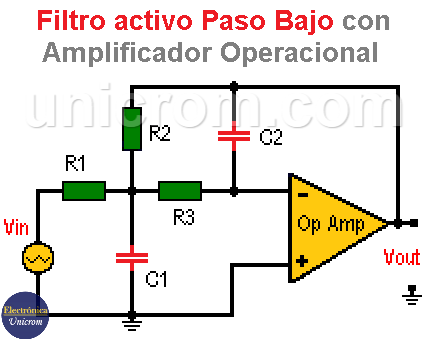 Filtro activo Paso Bajo con
Amplificador Operacional
unicrom.com
R2
C2
R1
R3
−
Op Amp
Vin
+
Vout
C1
Electrónica
Unicrom